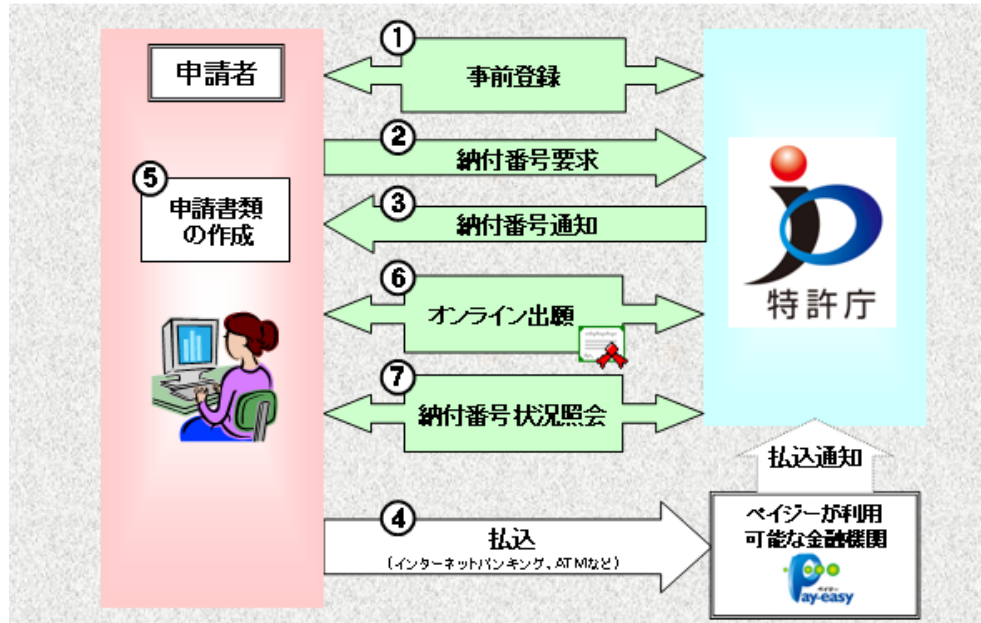 申請者
①
事前登録
②
納付番号要求
③
納付番号通知
⑤
申請書類
の作成
⑥
オンライン出願
特許庁
⑦
納付番号状況照会
払込通知
④
払込
(インターネットバンキング、ATMなど)
ペイジーが利用
可能な金融機関
ペイジー
Pay-easy